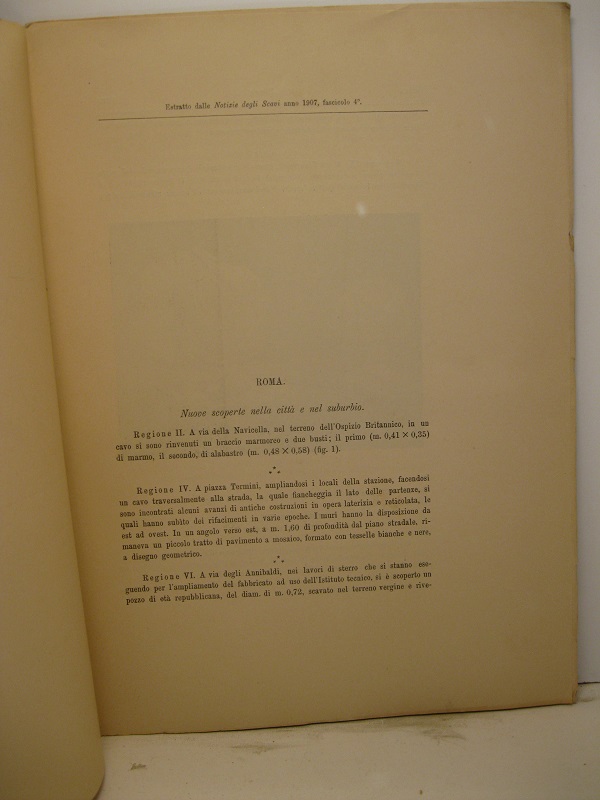 Estratto dalle Notizie degli Scavi anno 1907, fascicolo 4°.
ROMA.
Nuove scoperte nella città e nel suburbio.
Regione II. A via della Navicella, nel terreno dell'Ospizio Britannico, in un
cavo si sono rinvenuti un braccio marmoreo e due busti; il primo (m. 0,41 × 0,35)
di marmo, il secondo, di alabastro (m. 0,48 × 0,58) (fig. 1).
⁂
Regione IV. A piazza Termini, ampliandosi i locali della stazione, facendosi
un cavo trasversalmente alla strada, la quale fiancheggia il lato delle partenze, si
sono incontrati alcuni avanzi di antiche costruzioni in opera laterizia e reticolata, le
quali hanno subìto dei rifacimenti in varie epoche. I muri hanno la disposizione da
est ad ovest. In un angolo verso est, a m. 1,60 di profondità dal piano stradale, ri-
maneva un piccolo tratto di pavimento a mosaico, formato con tesselle bianche e nere,
a disegno geometrico.
⁂
Regione VI. A via degli Annibaldi, nei lavori di sterro che si stanno ese-
guendo per l'ampliamento del fabbricato ad uso dell'Istituto tecnico, si è scoperto un
pozzo di età repubblicana, del diam. di m. 0,72, scavato nel terreno vergine e rive-